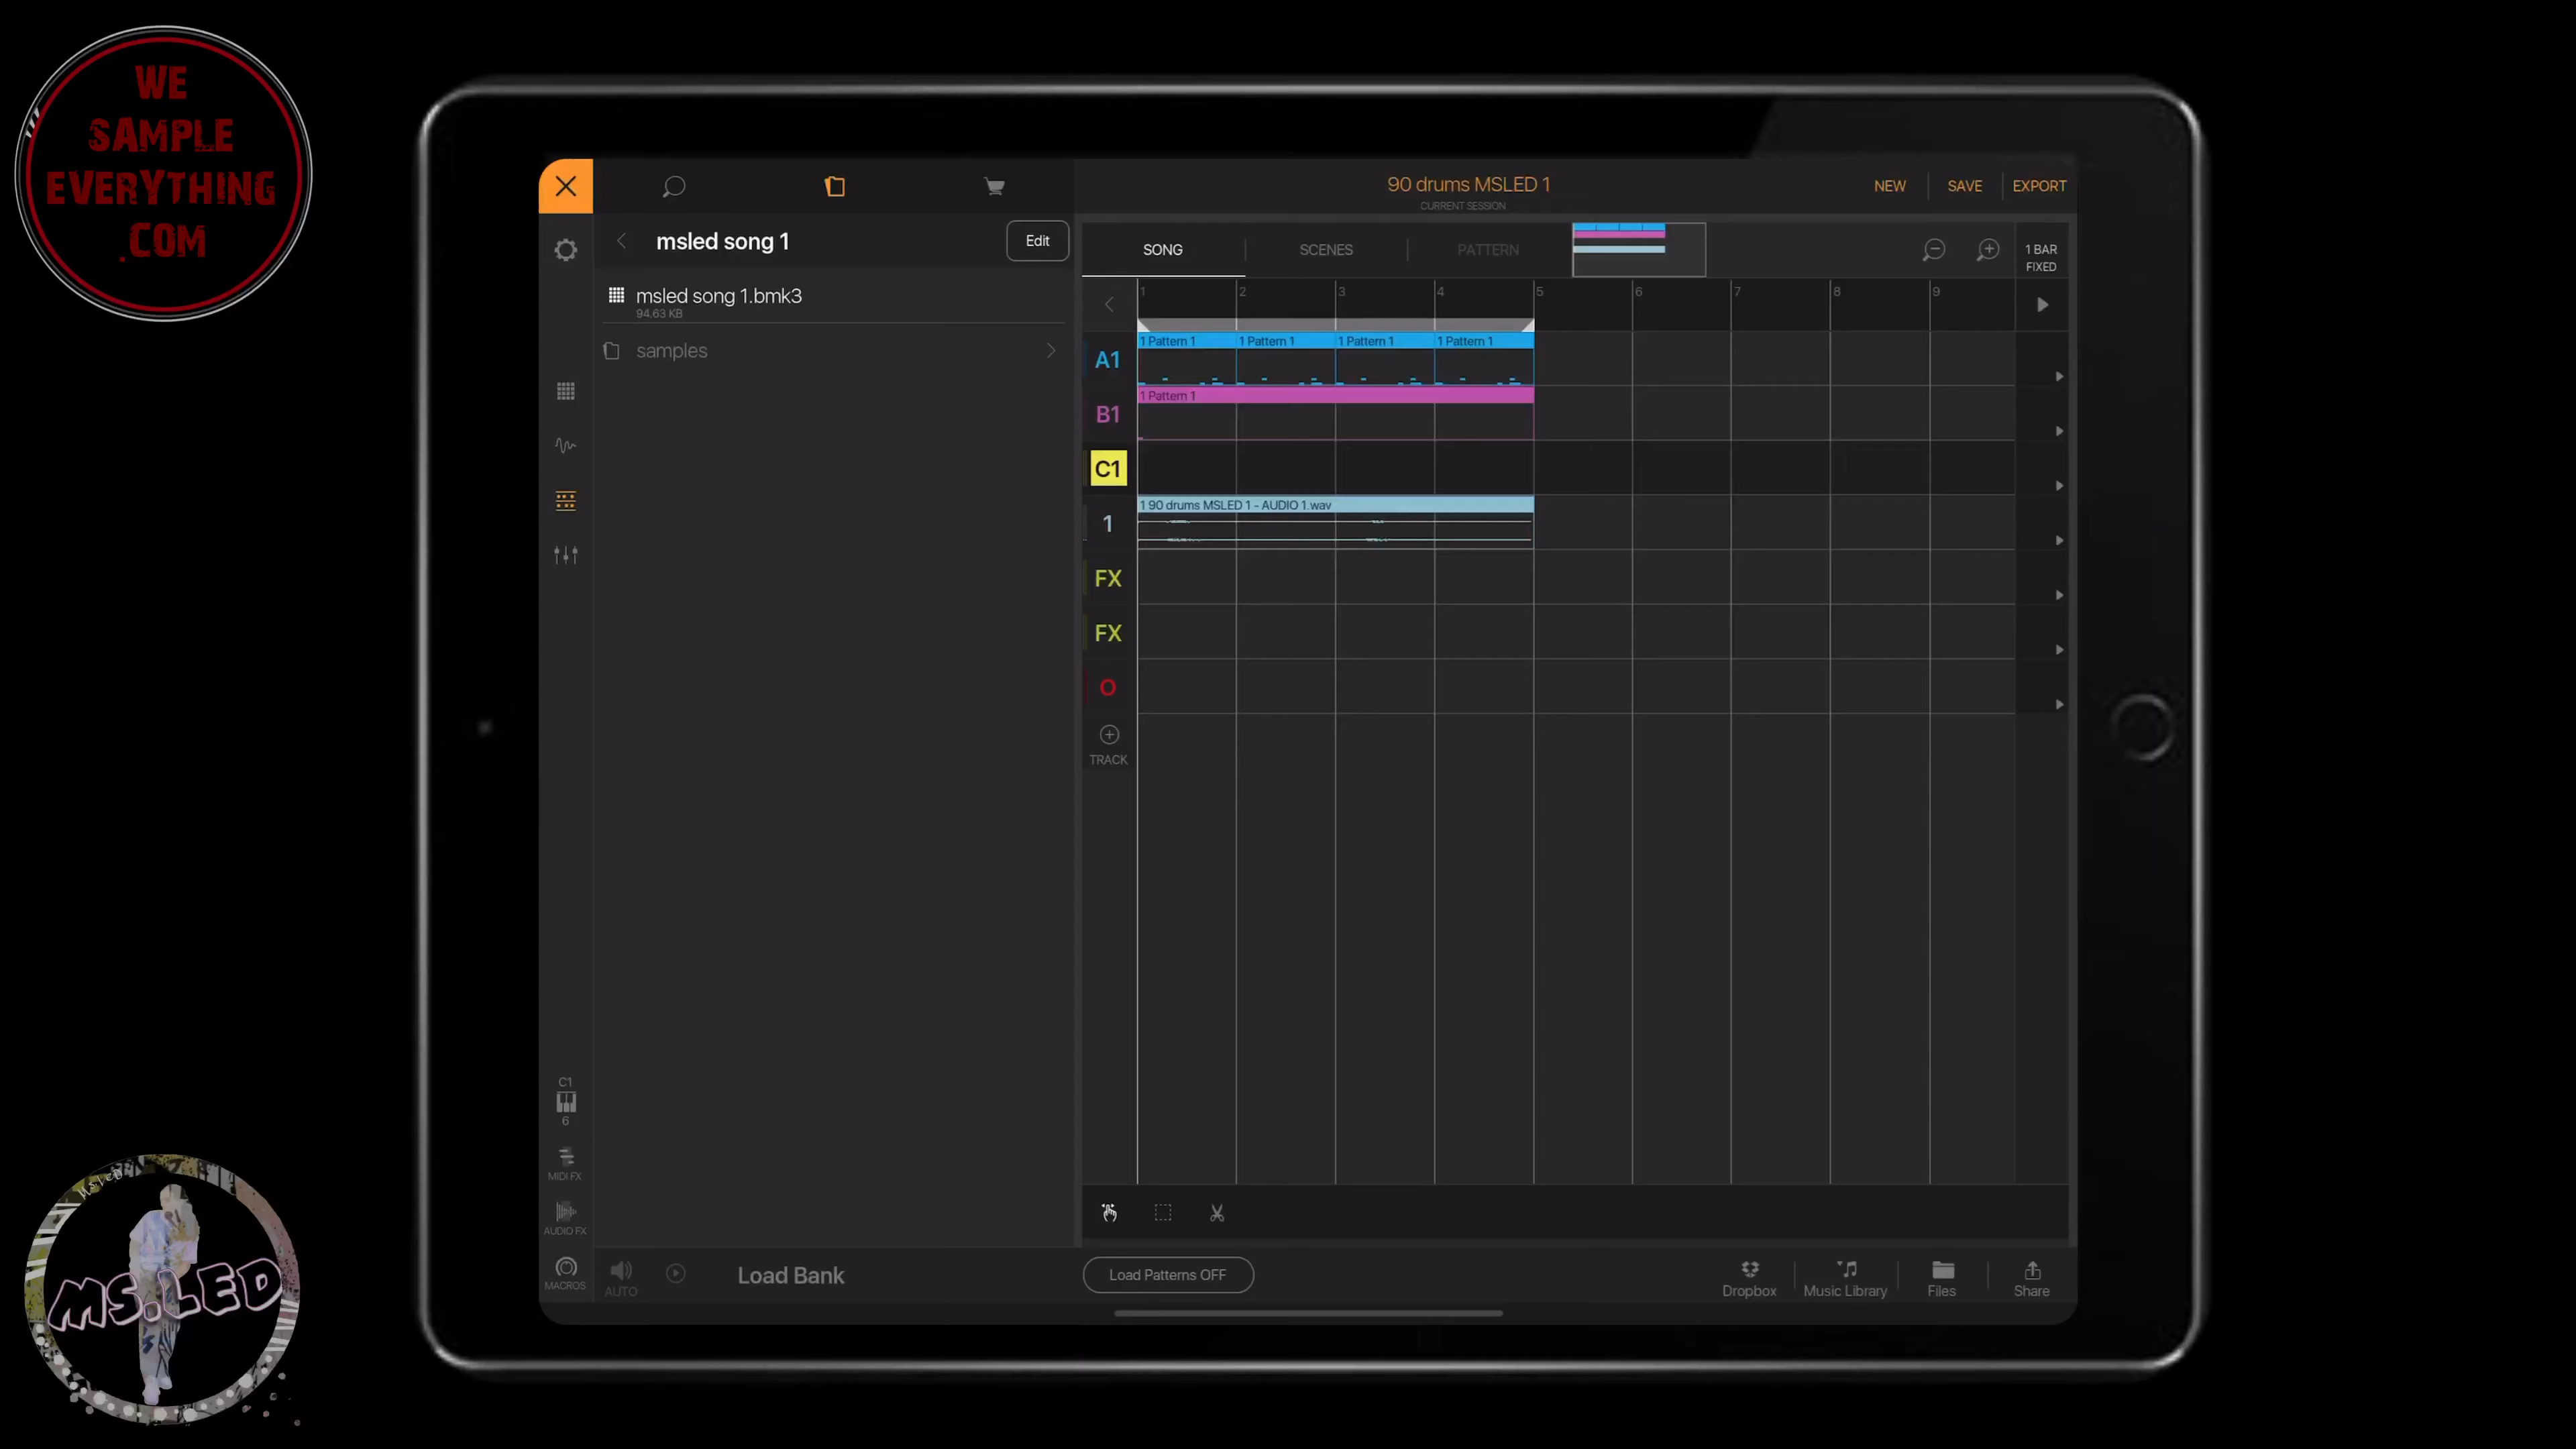 WE
SAMPLE
EVERYTHING
.COM
90 drums MSLED 1
CURRENT SESSION
NEW
SAVE
EXPORT
msled song 1
Edit
SONG
SCENES
PATTERN
1 BAR
FIXED
msled song 1.bmk3
94.63 KB
samples
1 2 3 4 5 6 7 8 9
A1
1 Pattern 1 1 Pattern 1 1 Pattern 1 1 Pattern 1
B1
1 Pattern 1
C1
1
1 90 drums MSLED 1 - AUDIO 1.wav
FX
FX
O
TRACK
C1
6
MIDI FX
AUDIO FX
MACROS
AUTO
Load Bank
Load Patterns OFF
Dropbox
Music Library
Files
Share
MSLED
MS.LED